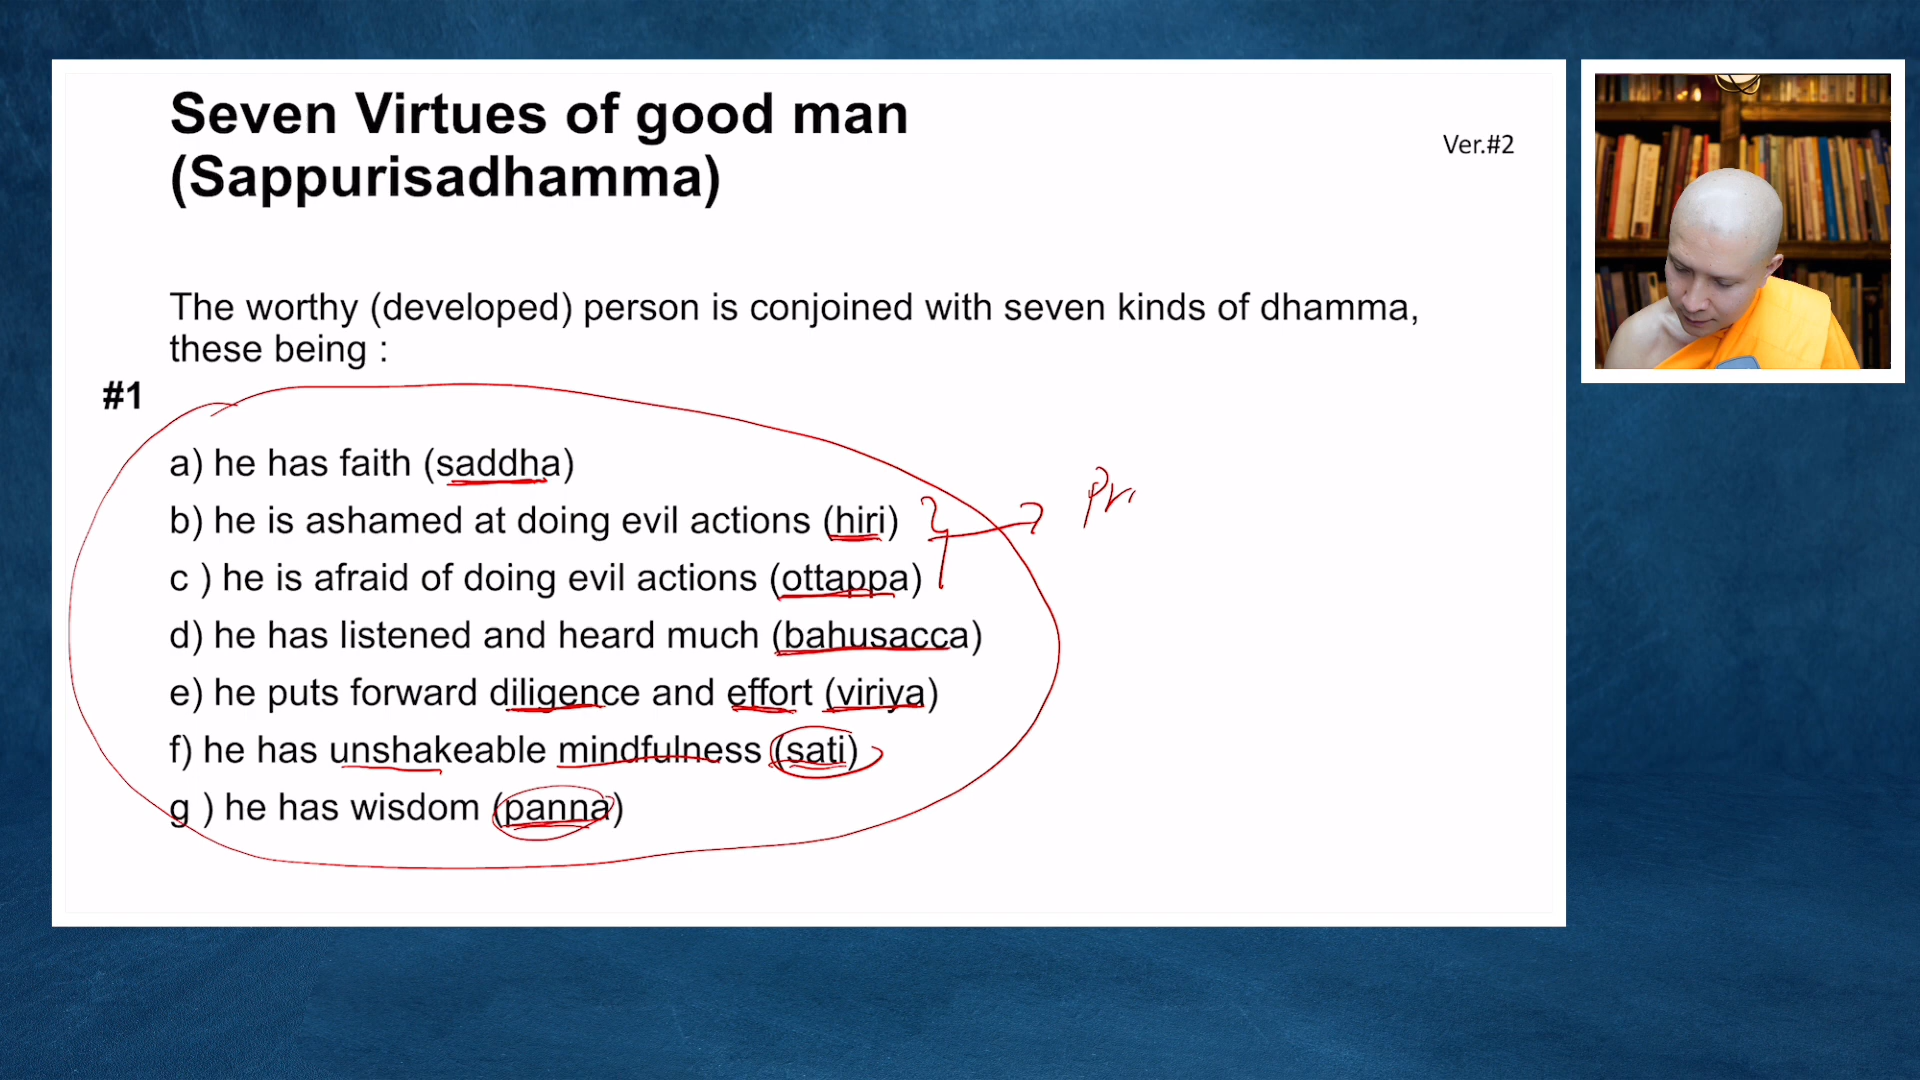 Seven Virtues of good man
(Sappurisadhamma)
Ver.#2
The worthy (developed) person is conjoined with seven kinds of dhamma,
these being :
#1
a) he has faith (saddha)
b) he is ashamed at doing evil actions (hiri)
c ) he is afraid of doing evil actions (ottappa)
d) he has listened and heard much (bahusacca)
e) he puts forward diligence and effort (viriya)
f) he has unshakeable mindfulness (sati)
g ) he has wisdom (panna)